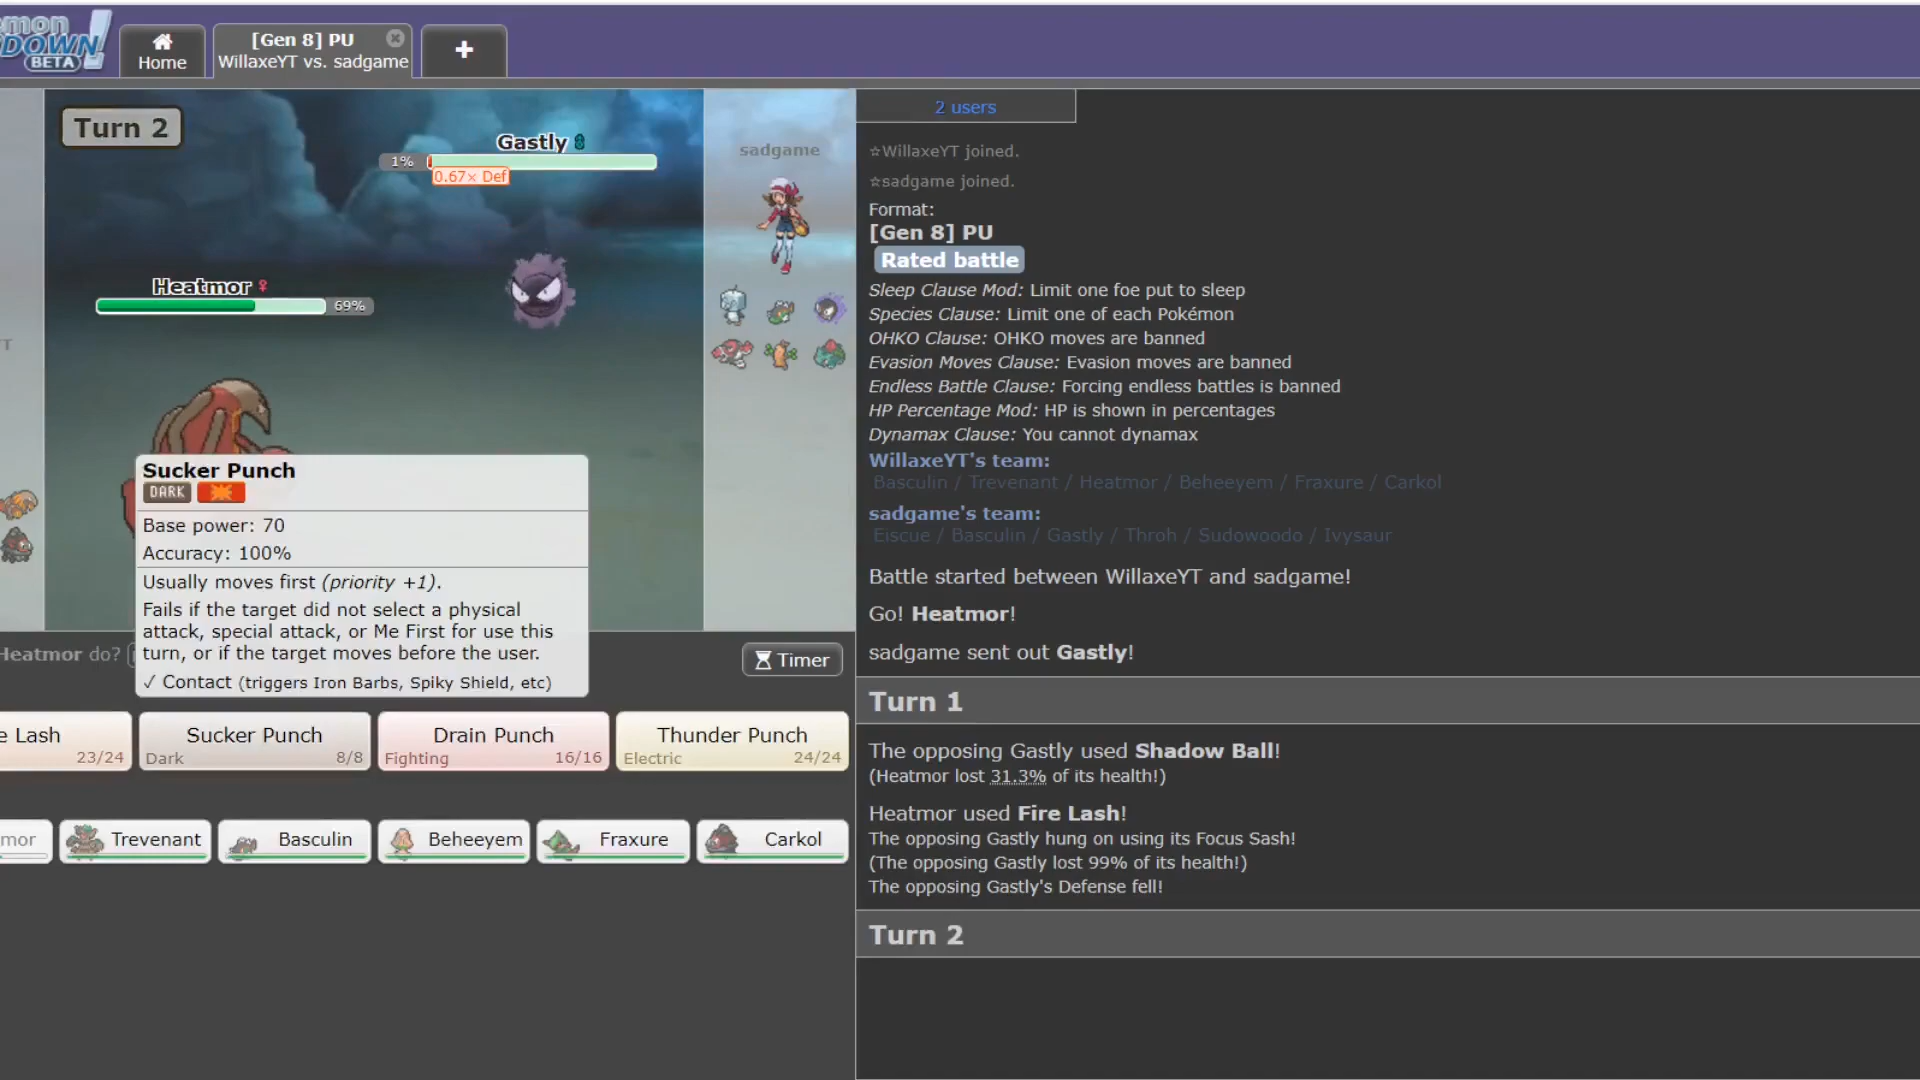 mon
DOWN!
BETA
Home
[Gen 8] PU
WillaxeYT vs. sadgame
+
Turn 2
Gastly
1%
0.67× Def
Heatmor ♀
69%
sadgame
T
Sucker Punch
DARK
Base power: 70
Accuracy: 100%
Usually moves first (priority +1).
Fails if the target did not select a physical
attack, special attack, or Me First for use this
turn, or if the target moves before the user.
✓ Contact (triggers Iron Barbs, Spiky Shield, etc)
Heatmor do?
Timer
e Lash
23/24
Sucker Punch
Dark 8/8
Drain Punch
Fighting 16/16
Thunder Punch
Electric 24/24
mor
Trevenant
Basculin
Beheeyem
Fraxure
Carkol
2 users
☆WillaxeYT joined.
☆sadgame joined.
Format:
[Gen 8] PU
Rated battle
Sleep Clause Mod: Limit one foe put to sleep
Species Clause: Limit one of each Pokémon
OHKO Clause: OHKO moves are banned
Evasion Moves Clause: Evasion moves are banned
Endless Battle Clause: Forcing endless battles is banned
HP Percentage Mod: HP is shown in percentages
Dynamax Clause: You cannot dynamax
WillaxeYT's team:
Basculin / Trevenant / Heatmor / Beheeyem / Fraxure / Carkol
sadgame's team:
Eiscue / Basculin / Gastly / Throh / Sudowoodo / Ivysaur
Battle started between WillaxeYT and sadgame!
Go! Heatmor!
sadgame sent out Gastly!
Turn 1
The opposing Gastly used Shadow Ball!
(Heatmor lost 31.3% of its health!)
Heatmor used Fire Lash!
The opposing Gastly hung on using its Focus Sash!
(The opposing Gastly lost 99% of its health!)
The opposing Gastly's Defense fell!
Turn 2